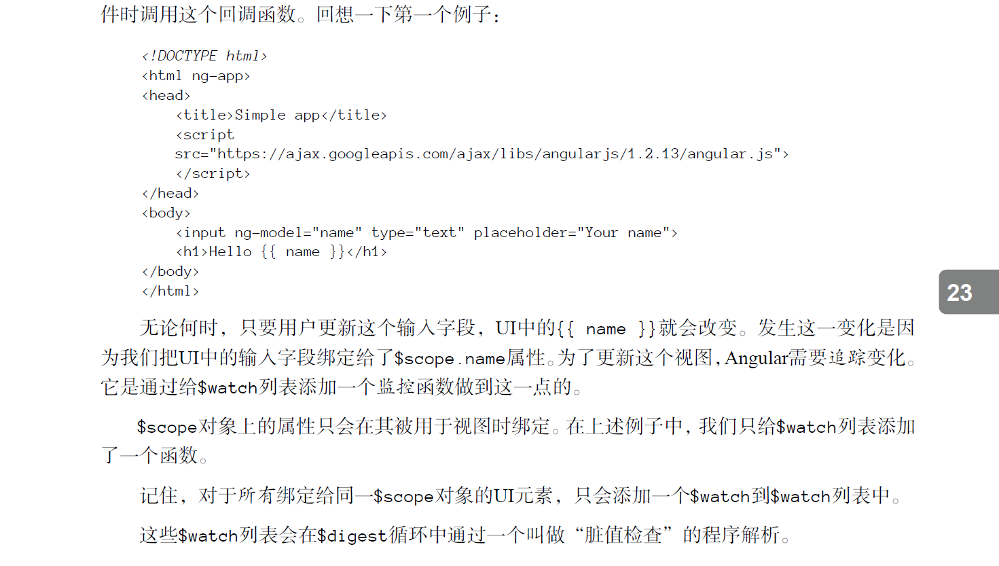 件时调用这个回调函数。回想一下第一个例子：
<!DOCTYPE html>
<html ng-app>
<head>
<title>Simple app</title>
<script
src="https://ajax.googleapis.com/ajax/libs/angularjs/1.2.13/angular.js">
</script>
</head>
<body>
<input ng-model="name" type="text" placeholder="Your name">
<h1>Hello {{ name }}</h1>
</body>
</html>
23
无论何时，只要用户更新这个输入字段，UI中的{{ name }}就会改变。发生这一变化是因
为我们把UI中的输入字段绑定给了$scope.name属性。为了更新这个视图，Angular需要追踪变化。
它是通过给$watch列表添加一个监控函数做到这一点的。
$scope对象上的属性只会在其被用于视图时绑定。在上述例子中，我们只给$watch列表添加
了一个函数。
记住，对于所有绑定给同一$scope对象的UI元素，只会添加一个$watch到$watch列表中。
这些$watch列表会在$digest循环中通过一个叫做“脏值检查”的程序解析。